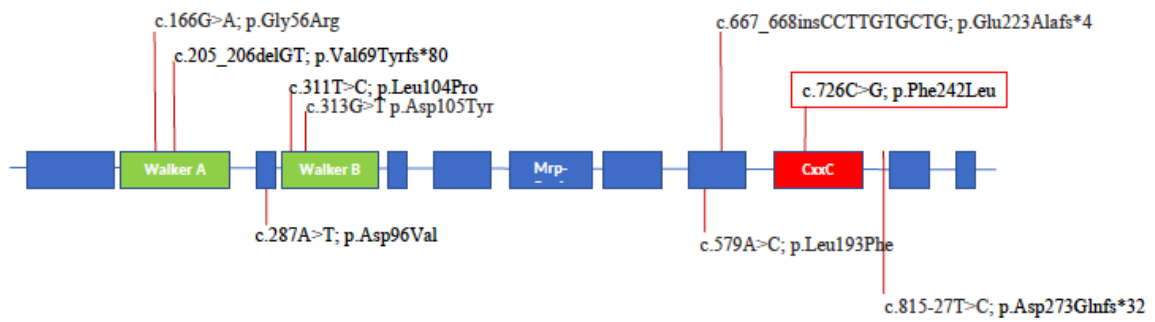 c.166G>A; p.Gly56Arg
c.667_668insCCTTGTGCTG; p.Glu223Alafs*4
c.205_206delGT; p.Val69Tyrfs*80
c.311T>C; p.Leu104Pro
c.726C>G; p.Phe242Leu
c.313G>T p.Asp105Tyr
Walker A
Walker B
Mrp-
CxxC
c.287A>T; p.Asp96Val
c.579A>C; p.Leu193Phe
c.815-27T>C; p.Asp273Glnfs*32